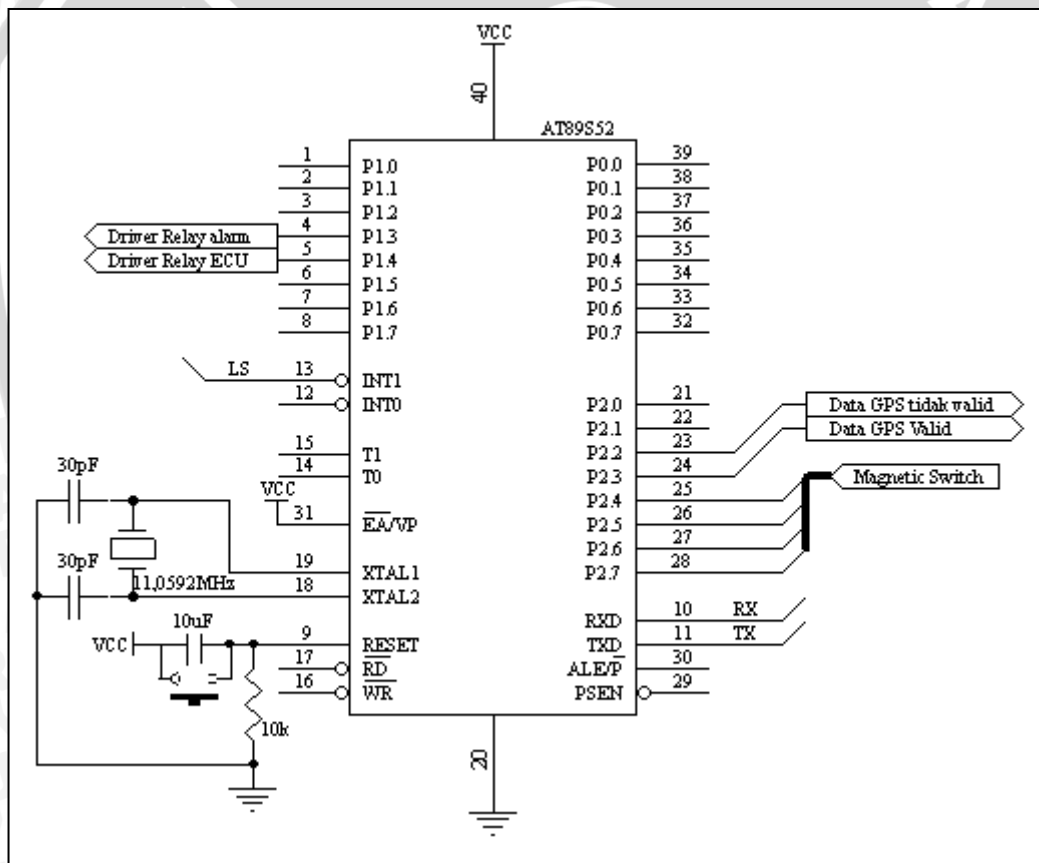 VCC
40
AT89S52
1 P1.0
2 P1.1
3 P1.2
Driver Relay alarm 4 P1.3
Driver Relay ECU 5 P1.4
6 P1.5
7 P1.6
8 P1.7
LS 13 INT1
12 INT0
15 T1
14 T0
VCC
31 EA/VP
30pF
30pF
11,0592MHz
19 XTAL1
18 XTAL2
10uF
VCC
9 RESET
17 RD
16 WR
10k
20
P0.0 39
P0.1 38
P0.2 37
P0.3 36
P0.4 35
P0.5 34
P0.6 33
P0.7 32
P2.0 21
P2.1 22
P2.2 23 Data GPS tidak valid
P2.3 24 Data GPS Valid
P2.4 25 Magnetic Switch
P2.5 26
P2.6 27
P2.7 28
RXD 10 RX
TXD 11 TX
ALE/P 30
PSEN 29